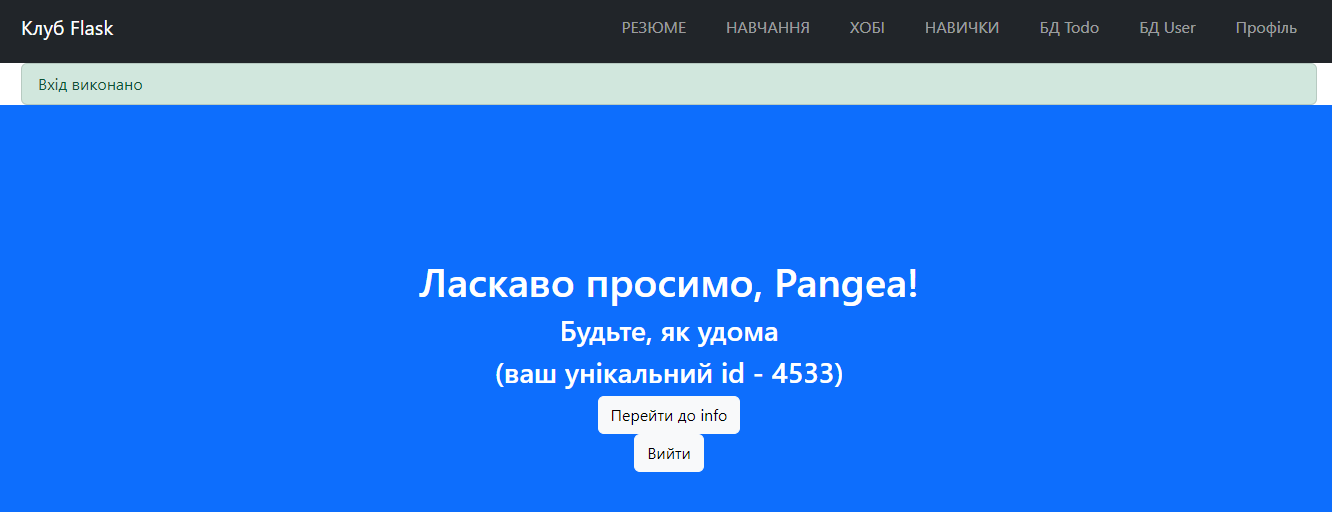 Клуб Flask РЕЗЮМЕ НАВЧАННЯ ХОБІ НАВИЧКИ БД Todo БД User Профіль
Вхід виконано
Ласкаво просимо, Pangea!
Будьте, як удома
(ваш унікальний id - 4533)
Перейти до info
Вийти